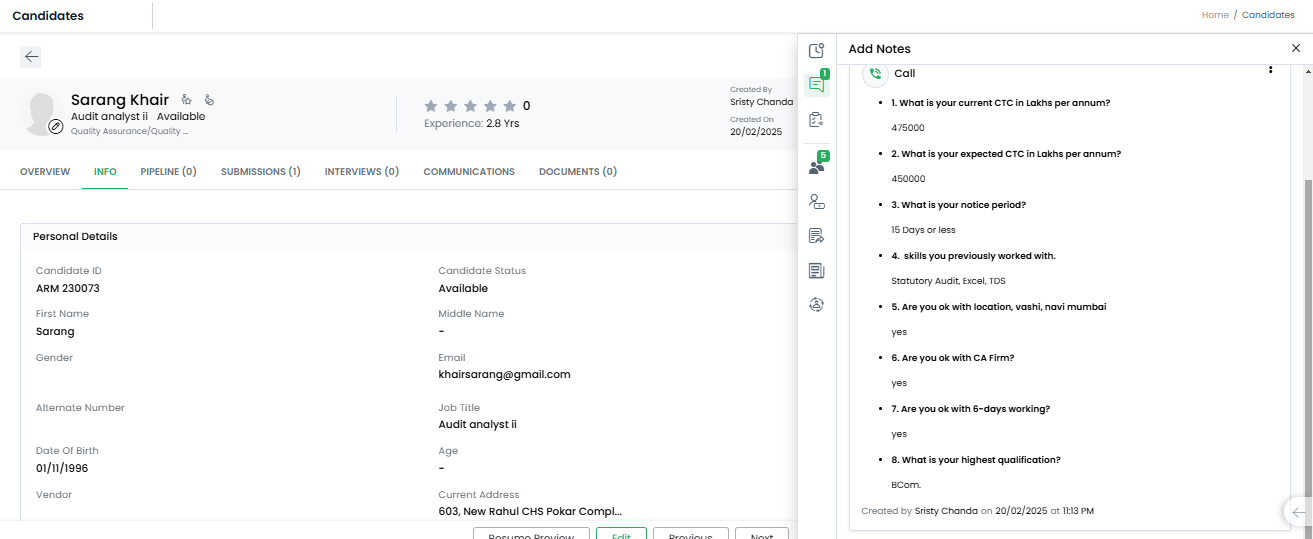 Candidates
Home / Candidates
Sarang Khair
Audit analyst ii Available
Quality Assurance/Quality ...
0
Experience: 2.8 Yrs
Created By
Sristy Chanda
Created On
20/02/2025
OVERVIEW INFO PIPELINE (0) SUBMISSIONS (1) INTERVIEWS (0) COMMUNICATIONS DOCUMENTS (0)
Personal Details
Candidate ID
ARM 230073
Candidate Status
Available
First Name
Sarang
Middle Name
-
Gender
Email
khairsarang@gmail.com
Alternate Number
Job Title
Audit analyst ii
Date Of Birth
01/11/1996
Age
-
Vendor
Current Address
603, New Rahul CHS Pokar Compl...
Resume Preview Edit Previous Next
1
5
Add Notes
Call
1. What is your current CTC in Lakhs per annum?
475000
2. What is your expected CTC in Lakhs per annum?
450000
3. What is your notice period?
15 Days or less
4. skills you previously worked with.
Statutory Audit, Excel, TDS
5. Are you ok with location, vashi, navi mumbai
yes
6. Are you ok with CA Firm?
yes
7. Are you ok with 6-days working?
yes
8. What is your highest qualification?
BCom.
Created by Sristy Chanda on 20/02/2025 at 11:13 PM